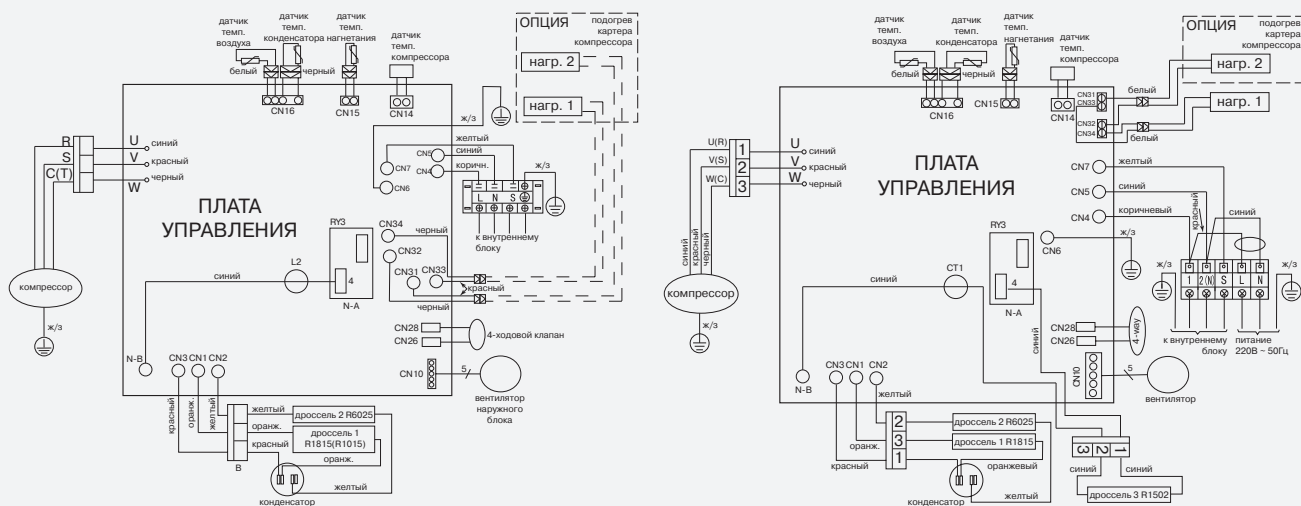 датчик
темп.
воздуха
датчик
темп.
конденсатора
датчик
темп.
нагнетания
датчик
темп.
компрессора
ОПЦИЯ
подогрев
картера
компрессора
нагр. 2
нагр. 1
белый
черный
CN16
CN15
CN14
ж/з
желтый
синий
коричн.
CN5
CN4
CN7
CN6
ж/з
L N S
к внутреннему
блоку
R
S
C(T)
U
V
W
синий
красный
черный
ПЛАТА
УПРАВЛЕНИЯ
RY3
4
N-A
L2
синий
CN34
CN32
CN31
CN33
черный
красный
черный
компрессор
ж/з
CN28
CN26
4-ходовой клапан
CN10
5
вентилятор
наружного
блока
N-B
CN3
CN1
CN2
красный
оранж.
желтый
B
желтый
оранж.
красный
дроссель 2 R6025
дроссель 1
R1815(R1015)
оранж.
желтый
конденсатор
датчик
темп.
воздуха
датчик
темп.
конденсатора
датчик
темп.
нагнетания
датчик
темп.
компрессора
ОПЦИЯ
подогрев
картера
компрессора
нагр. 2
нагр. 1
белый
черный
CN16
CN15
CN14
CN31
CN33
CN32
CN34
белый
белый
U(R)
V(S)
W(C)
1
2
3
U
V
W
синий
красный
черный
ПЛАТА
УПРАВЛЕНИЯ
CN7
CN5
CN4
желтый
синий
коричневый
красный
синий
CN6
ж/з
ж/з
1 2(N) S L N
ж/з
к внутреннему
блоку
питание
220В ~ 50Гц
синий
красный
черный
компрессор
ж/з
RY3
4
N-A
CT1
синий
синий
CN28
CN26
4-way
CN10
5
вентилятор
N-B
CN3
CN1
CN2
желтый
оранж.
красный
2
3
1
дроссель 2 R6025
дроссель 1 R1815
оранжевый
желтый
конденсатор
3 2 1
синий
синий
дроссель 3 R1502